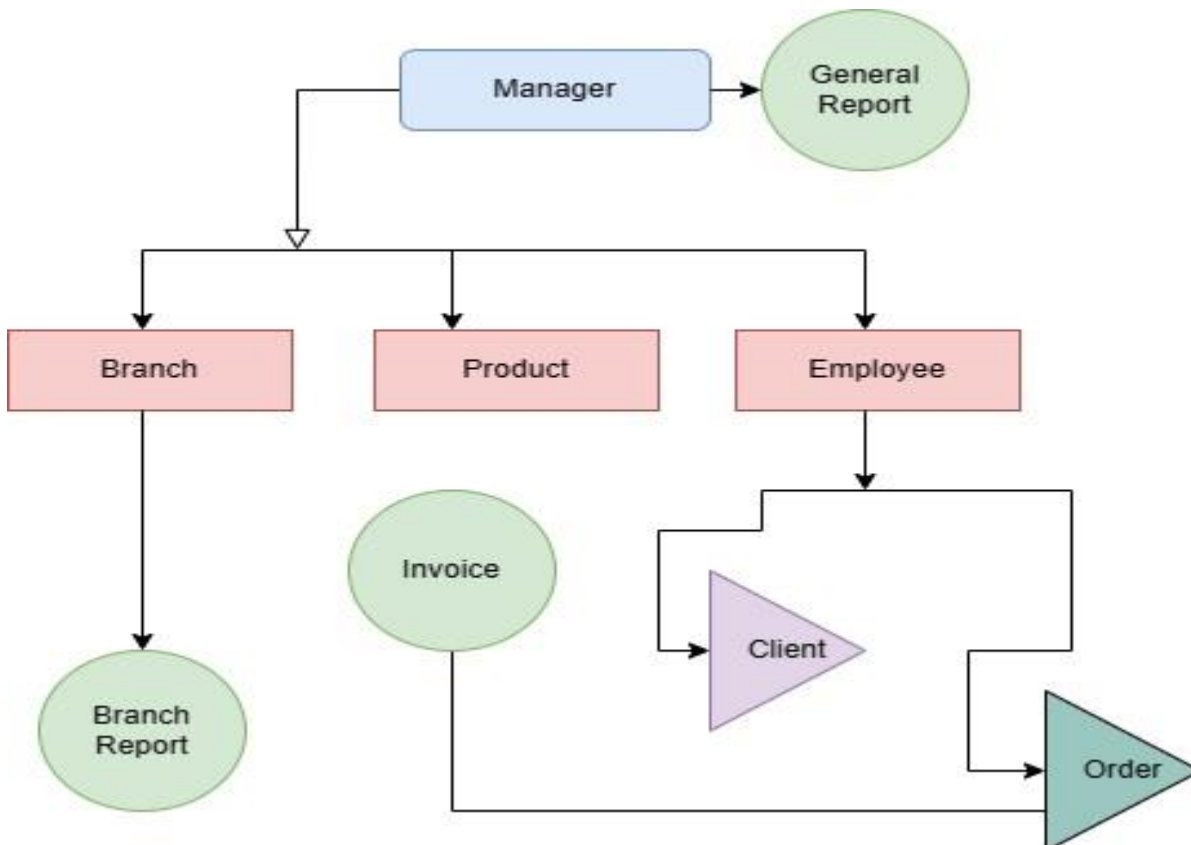 Manager
General
Report
Branch
Product
Employee
Invoice
Client
Branch
Report
Order